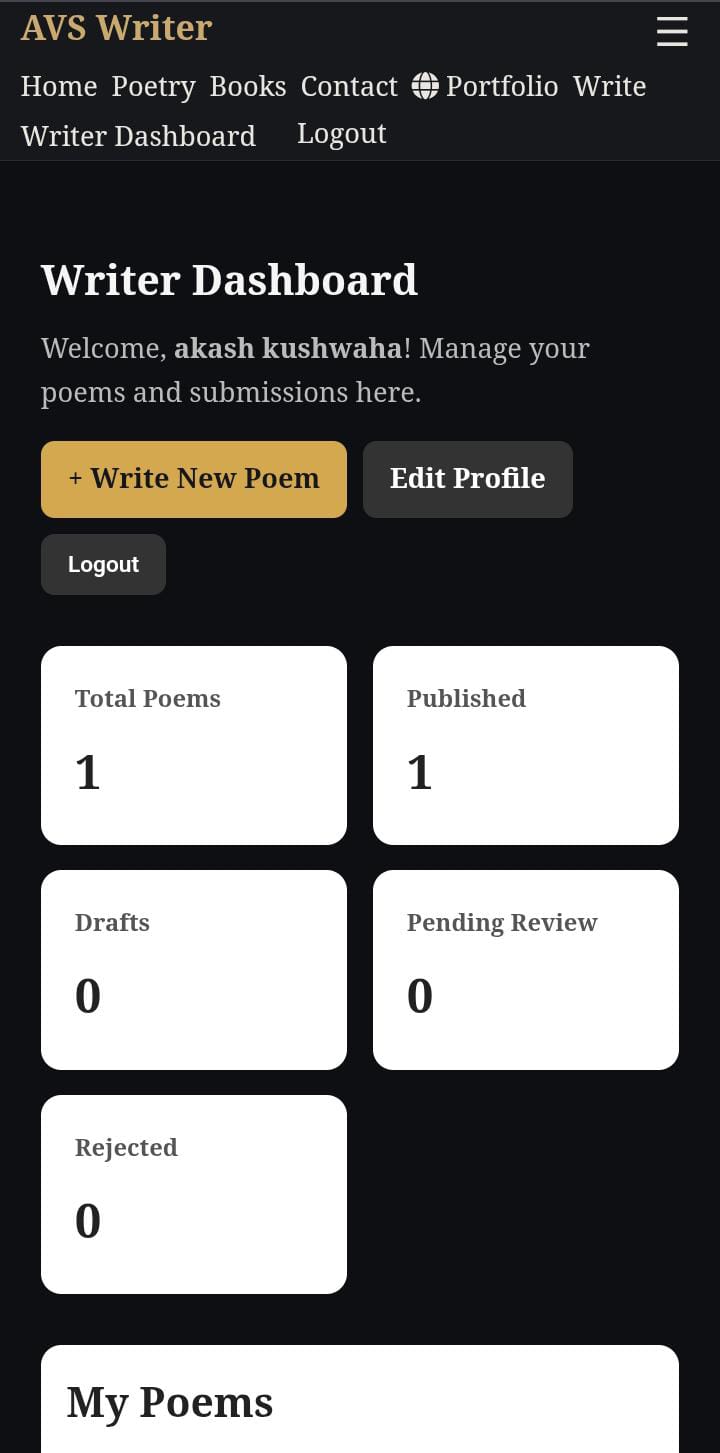 AVS Writer
☰
Home Poetry Books Contact Portfolio Write
Writer Dashboard Logout
Writer Dashboard
Welcome, akash kushwaha! Manage your
poems and submissions here.
+ Write New Poem Edit Profile
Logout
Total Poems Published
1 1
Drafts Pending Review
0 0
Rejected
0
My Poems